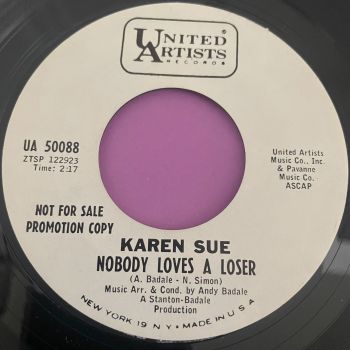 UNITED
ARTISTS
RECORDS
UA 50088
ZTSP 122923
Time: 2:17
United Artists
Music Co., Inc.
& Pavanne
Music Co.
ASCAP
NOT FOR SALE
PROMOTION COPY
KAREN SUE
NOBODY LOVES A LOSER
(A. Badale - N. Simon)
Music Arr. & Cond. by Andy Badale
A Stanton-Badale
Production
NEW YORK 19 N.Y. • MADE IN U.S.A.